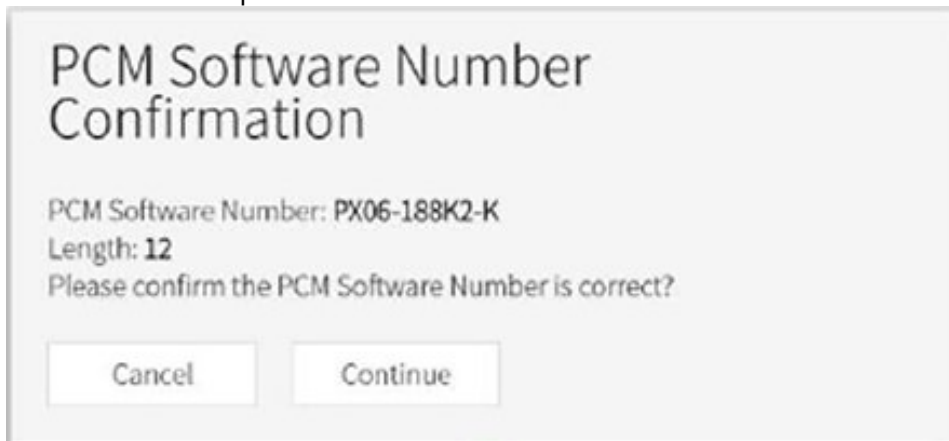 PCM Software Number
Confirmation
PCM Software Number: PX06-188K2-K
Length: 12
Please confirm the PCM Software Number is correct?
Cancel
Continue